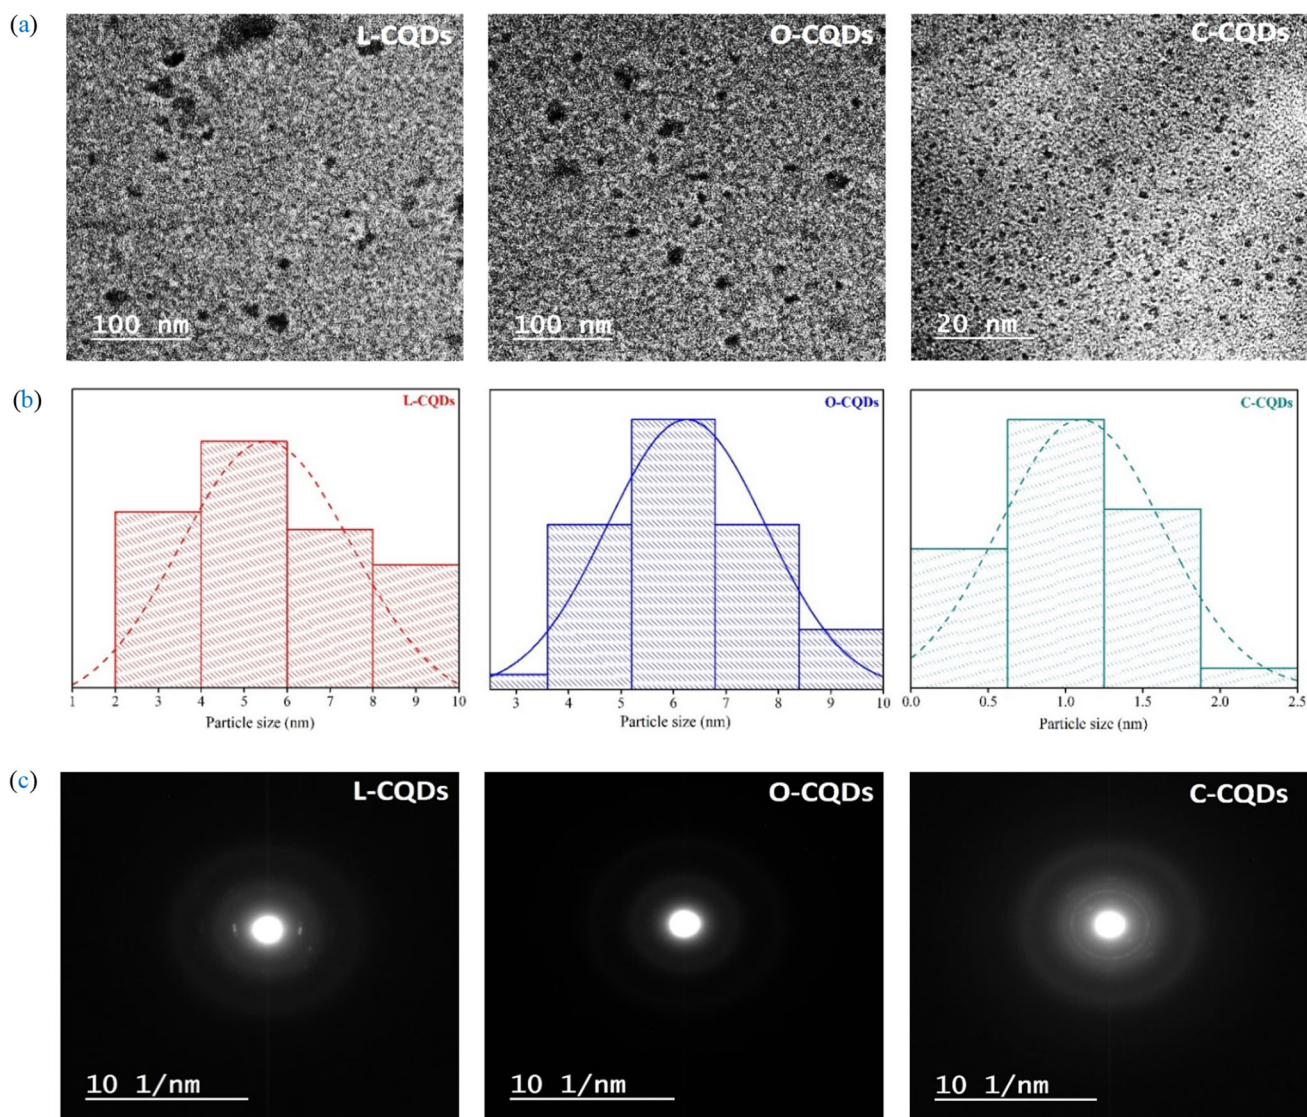 (a)
L-CQDs
O-CQDs
C-CQDs
100 nm
100 nm
20 nm
(b)
L-CQDs
O-CQDs
C-CQDs
1 2 3 4 5 6 7 8 9 10
3 4 5 6 7 8 9 10
0.0 0.5 1.0 1.5 2.0 2.5
Particle size (nm)
Particle size (nm)
Particle size (nm)
(c)
L-CQDs
O-CQDs
C-CQDs
10 1/nm
10 1/nm
10 1/nm